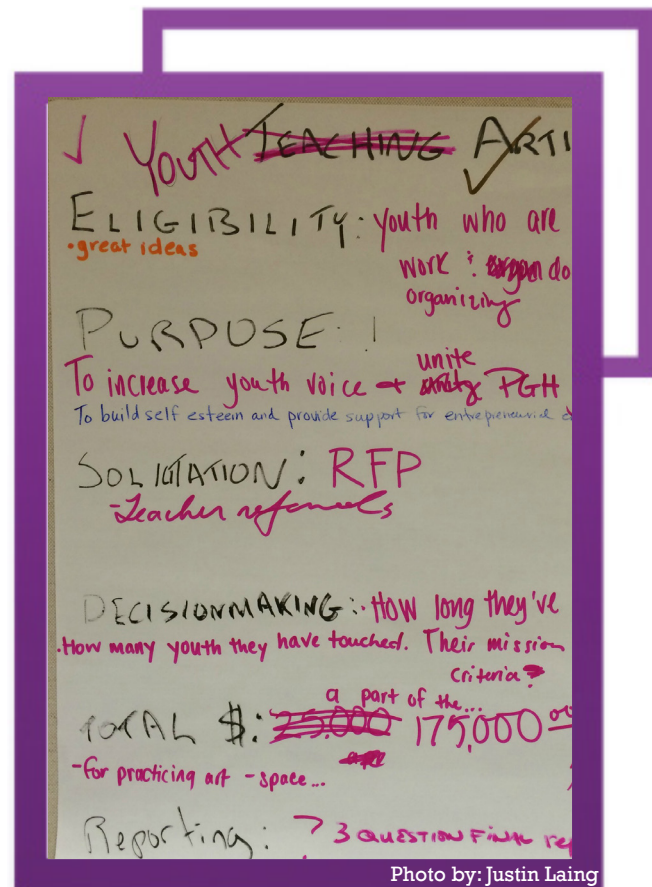 ✓ YOUTH TEACHING ARTI
ELIGIBILITY: youth who are
•great ideas
work : do
organizing
PURPOSE: !
unite
To increase youth voice + PGH
To build self esteem and provide support for entrepreneurial
SOLICITATION: RFP
-Teacher referrals
DECISIONMAKING: •How long they've
•How many youth they have touched. Their mission
criteria?
a part of the...
TOTAL $: 25,000 175,000 00
-for practicing art -space...
Reporting: ? 3 QUESTION FINAL re
Photo by: Justin Laing